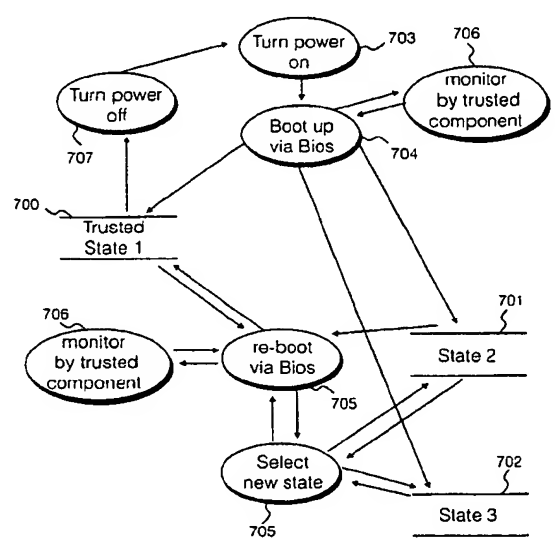 Turn power
on
703
706
monitor
by trusted
component
Turn power
off
707
Boot up
via Bios
704
700
Trusted
State 1
706
monitor
by trusted
component
re-boot
via Bios
705
701
State 2
Select
new state
705
702
State 3